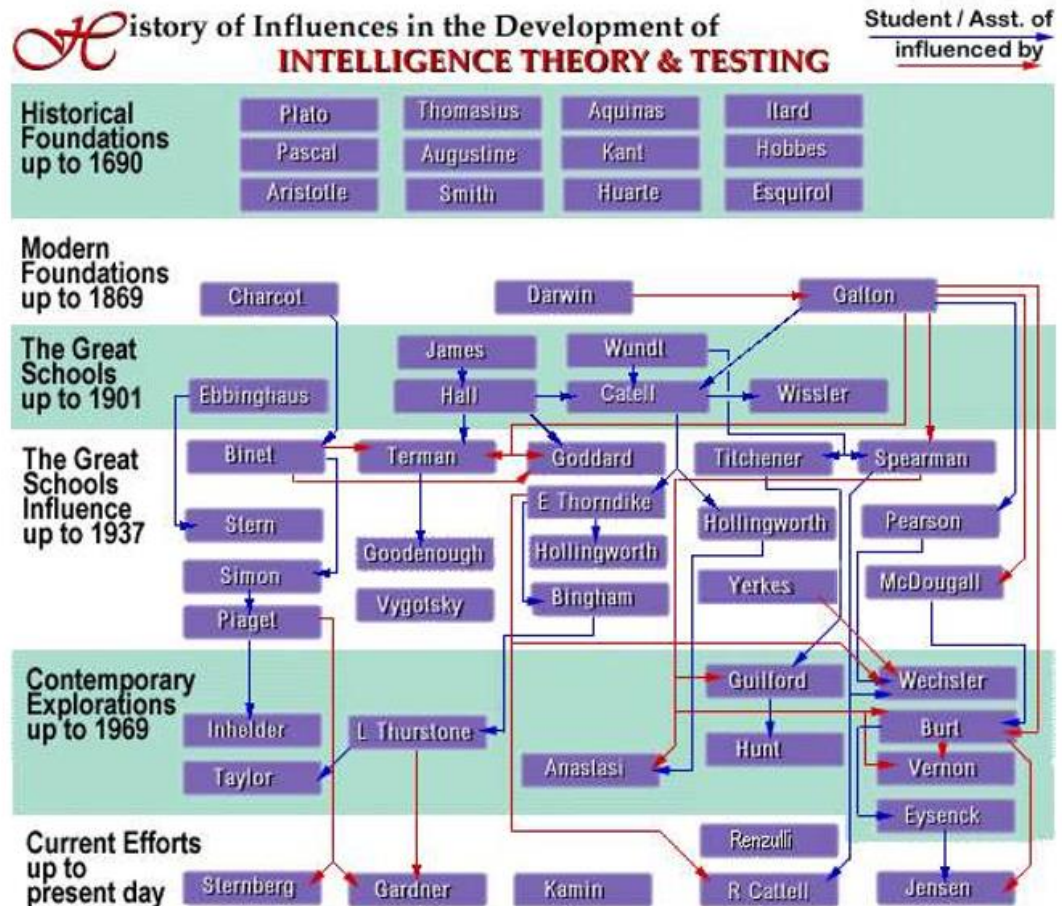 History of Influences in the Development of
INTELLIGENCE THEORY & TESTING
Student / Asst. of
influenced by
Historical
Foundations
up to 1690
Plato
Thomasius
Aquinas
Itard
Pascal
Augustine
Kant
Hobbes
Aristotle
Smith
Huarte
Esquirol
Modern
Foundations
up to 1869
Charcot
Darwin
Galton
The Great
Schools
up to 1901
James
Wundt
Ebbinghaus
Hall
Catell
Wissler
The Great
Schools
Influence
up to 1937
Binet
Terman
Goddard
Titchener
Spearman
E Thorndike
Stern
Hollingworth
Pearson
Goodenough
Hollingworth
Simon
Yerkes
McDougall
Vygotsky
Bingham
Piaget
Contemporary
Explorations
up to 1969
Guilford
Wechsler
Inhelder
L Thurstone
Burt
Hunt
Taylor
Anastasi
Vernon
Eysenck
Current Efforts
up to
present day
Renzulli
Sternberg
Gardner
Kamin
R Cattell
Jensen